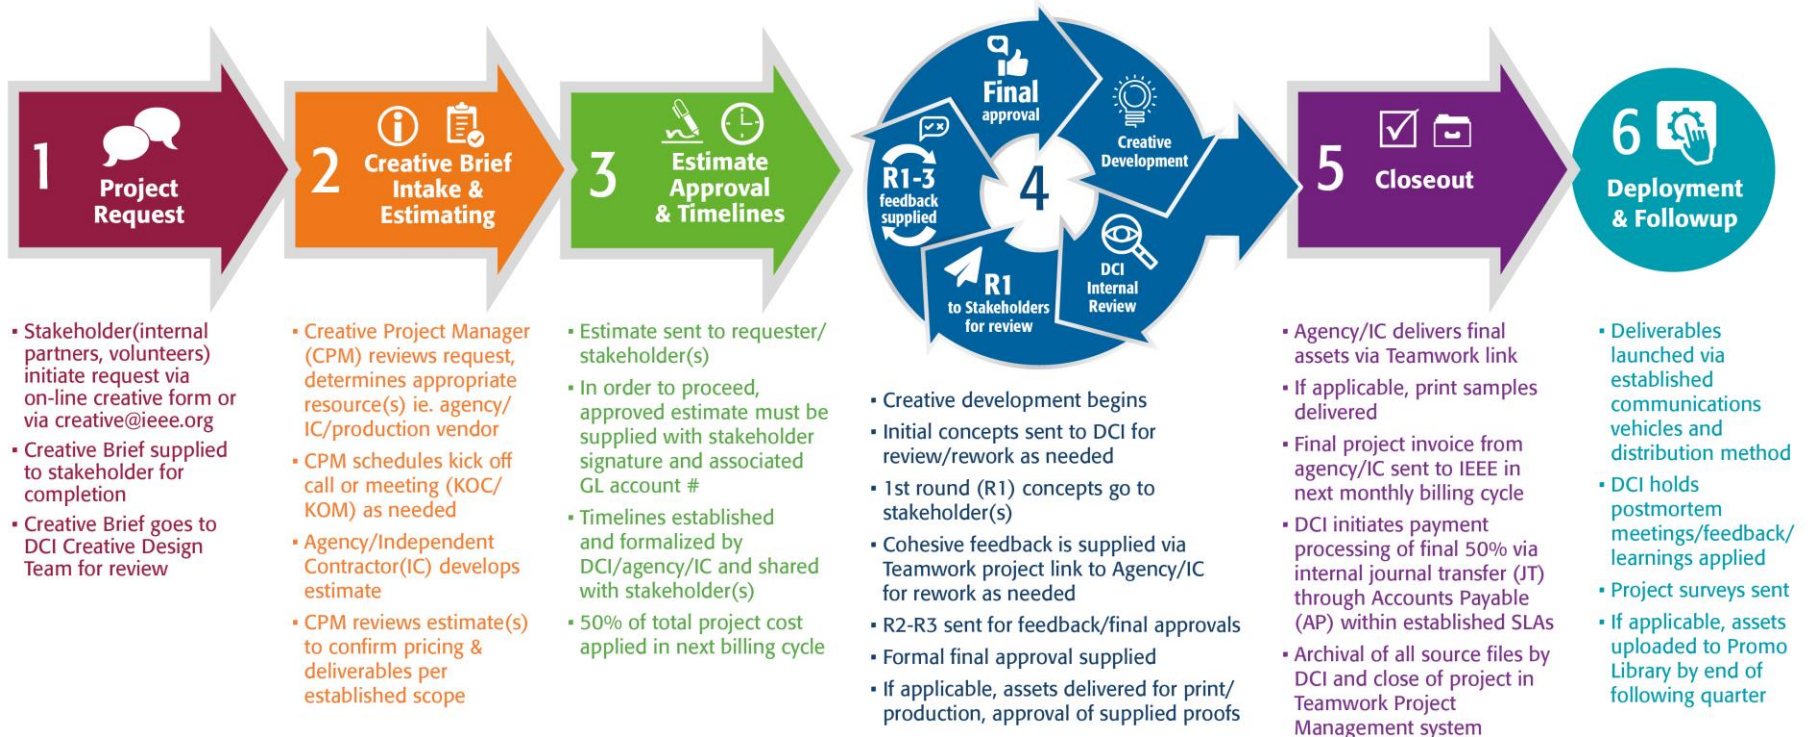 1
Project
Request
2
Creative Brief
Intake &
Estimating
3
Estimate
Approval
& Timelines
4
Final
approval
Creative
Development
DCI
Internal
Review
R1
to Stakeholders
for review
R1-3
feedback
supplied
5
Closeout
6
Deployment
& Followup
▪ Stakeholder(internal
partners, volunteers)
initiate request via
on-line creative form or
via creative@ieee.org
▪ Creative Brief supplied
to stakeholder for
completion
▪ Creative Brief goes to
DCI Creative Design
Team for review
▪ Creative Project Manager
(CPM) reviews request,
determines appropriate
resource(s) ie. agency/
IC/production vendor
▪ CPM schedules kick off
call or meeting (KOC/
KOM) as needed
▪ Agency/Independent
Contractor(IC) develops
estimate
▪ CPM reviews estimate(s)
to confirm pricing &
deliverables per
established scope
▪ Estimate sent to requester/
stakeholder(s)
▪ In order to proceed,
approved estimate must be
supplied with stakeholder
signature and associated
GL account #
▪ Timelines established
and formalized by
DCI/agency/IC and shared
with stakeholder(s)
▪ 50% of total project cost
applied in next billing cycle
▪ Creative development begins
▪ Initial concepts sent to DCI for
review/rework as needed
▪ 1st round (R1) concepts go to
stakeholder(s)
▪ Cohesive feedback is supplied via
Teamwork project link to Agency/IC
for rework as needed
▪ R2-R3 sent for feedback/final approvals
▪ Formal final approval supplied
▪ If applicable, assets delivered for print/
production, approval of supplied proofs
▪ Agency/IC delivers final
assets via Teamwork link
▪ If applicable, print samples
delivered
▪ Final project invoice from
agency/IC sent to IEEE in
next monthly billing cycle
▪ DCI initiates payment
processing of final 50% via
internal journal transfer (JT)
through Accounts Payable
(AP) within established SLAs
▪ Archival of all source files by
DCI and close of project in
Teamwork Project
Management system
▪ Deliverables
launched via
established
communications
vehicles and
distribution method
▪ DCI holds
postmortem
meetings/feedback/
learnings applied
▪ Project surveys sent
▪ If applicable, assets
uploaded to Promo
Library by end of
following quarter